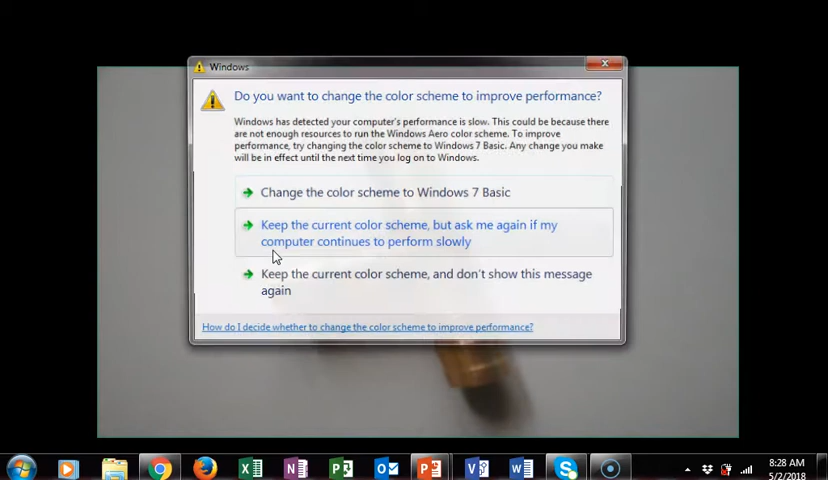 Windows
Do you want to change the color scheme to improve performance?
Windows has detected your computer's performance is slow. This could be because there
are not enough resources to run the Windows Aero color scheme. To improve
performance, try changing the color scheme to Windows 7 Basic. Any change you make
will be in effect until the next time you log on to Windows.
Change the color scheme to Windows 7 Basic
Keep the current color scheme, but ask me again if my
computer continues to perform slowly
Keep the current color scheme, and don't show this message
again
How do I decide whether to change the color scheme to improve performance?
X N P O P V W S
8:28 AM
5/2/2018